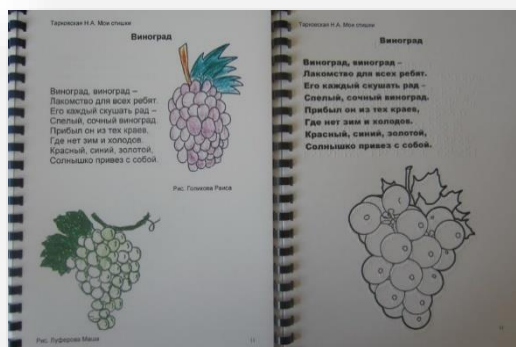 Тарковская Н.А. Мои стишки
Виноград
Виноград, виноград –
Лакомство для всех ребят.
Его каждый скушать рад –
Спелый, сочный виноград.
Прибыл он из тех краев,
Где нет зим и холодов.
Красный, синий, золотой,
Солнышко привез с собой.
Рис. Голикова Раиса
Рис. Буферова Маша
11
Тарковская Н.А. Мои стишки
Виноград
Виноград, виноград –
Лакомство для всех ребят.
Его каждый скушать рад –
Спелый, сочный виноград.
Прибыл он из тех краев,
Где нет зим и холодов.
Красный, синий, золотой,
Солнышко привез с собой.